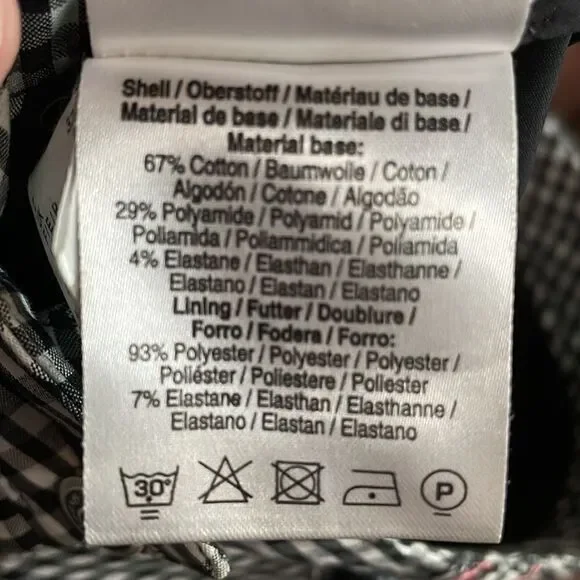 Shell / Oberstoff / Matériau de base /
Material de base / Materiale di base /
Material base:
67% Cotton / Baumwolle / Coton /
Algodón / Cotone / Algodão
29% Polyamide / Polyamid / Polyamide /
Poliamida / Poliammidica / Poliamida
4% Elastane / Elasthan / Elasthanne /
Elastano / Elastan / Elastano
Lining / Futter / Doublure /
Forro / Fodera / Forro:
93% Polyester / Polyester / Polyester /
Poliéster / Poliestere / Poliester
7% Elastane / Elasthan / Elasthanne /
Elastano / Elastan / Elastano
30° P